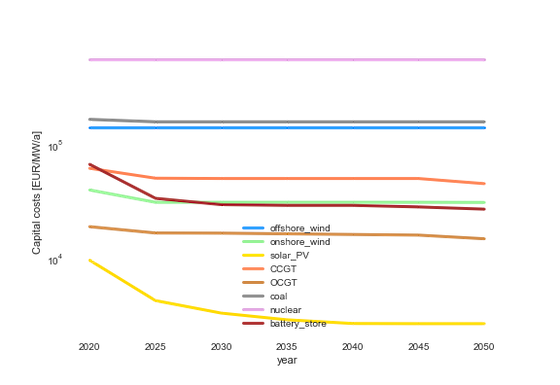 Capital costs [EUR/MW/a]
10^5
10^4
offshore_wind
onshore_wind
solar_PV
CCGT
OCGT
coal
nuclear
battery_store
2020 2025 2030 2035 2040 2045 2050
year